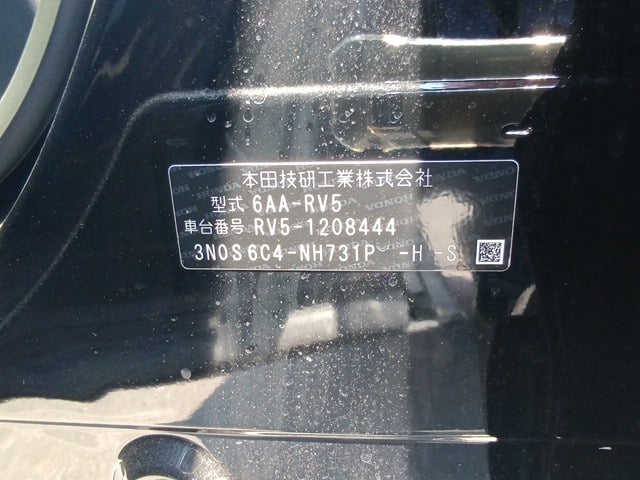 本田技研工業株式会社
型式 6AA-RV5
車台番号 RV5-1208444
3N0S6C4-NH731P -H -S